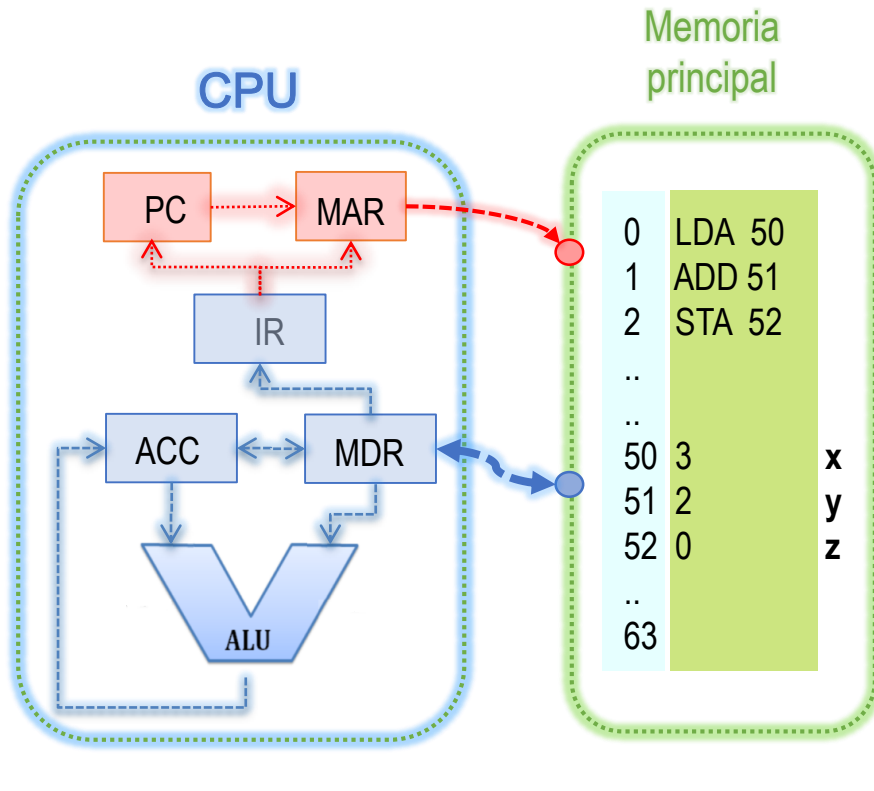 Memoria
principal
CPU
PC
MAR
IR
ACC
MDR
ALU
0 LDA 50
1 ADD 51
2 STA 52
..
..
50 3 x
51 2 y
52 0 z
..
63